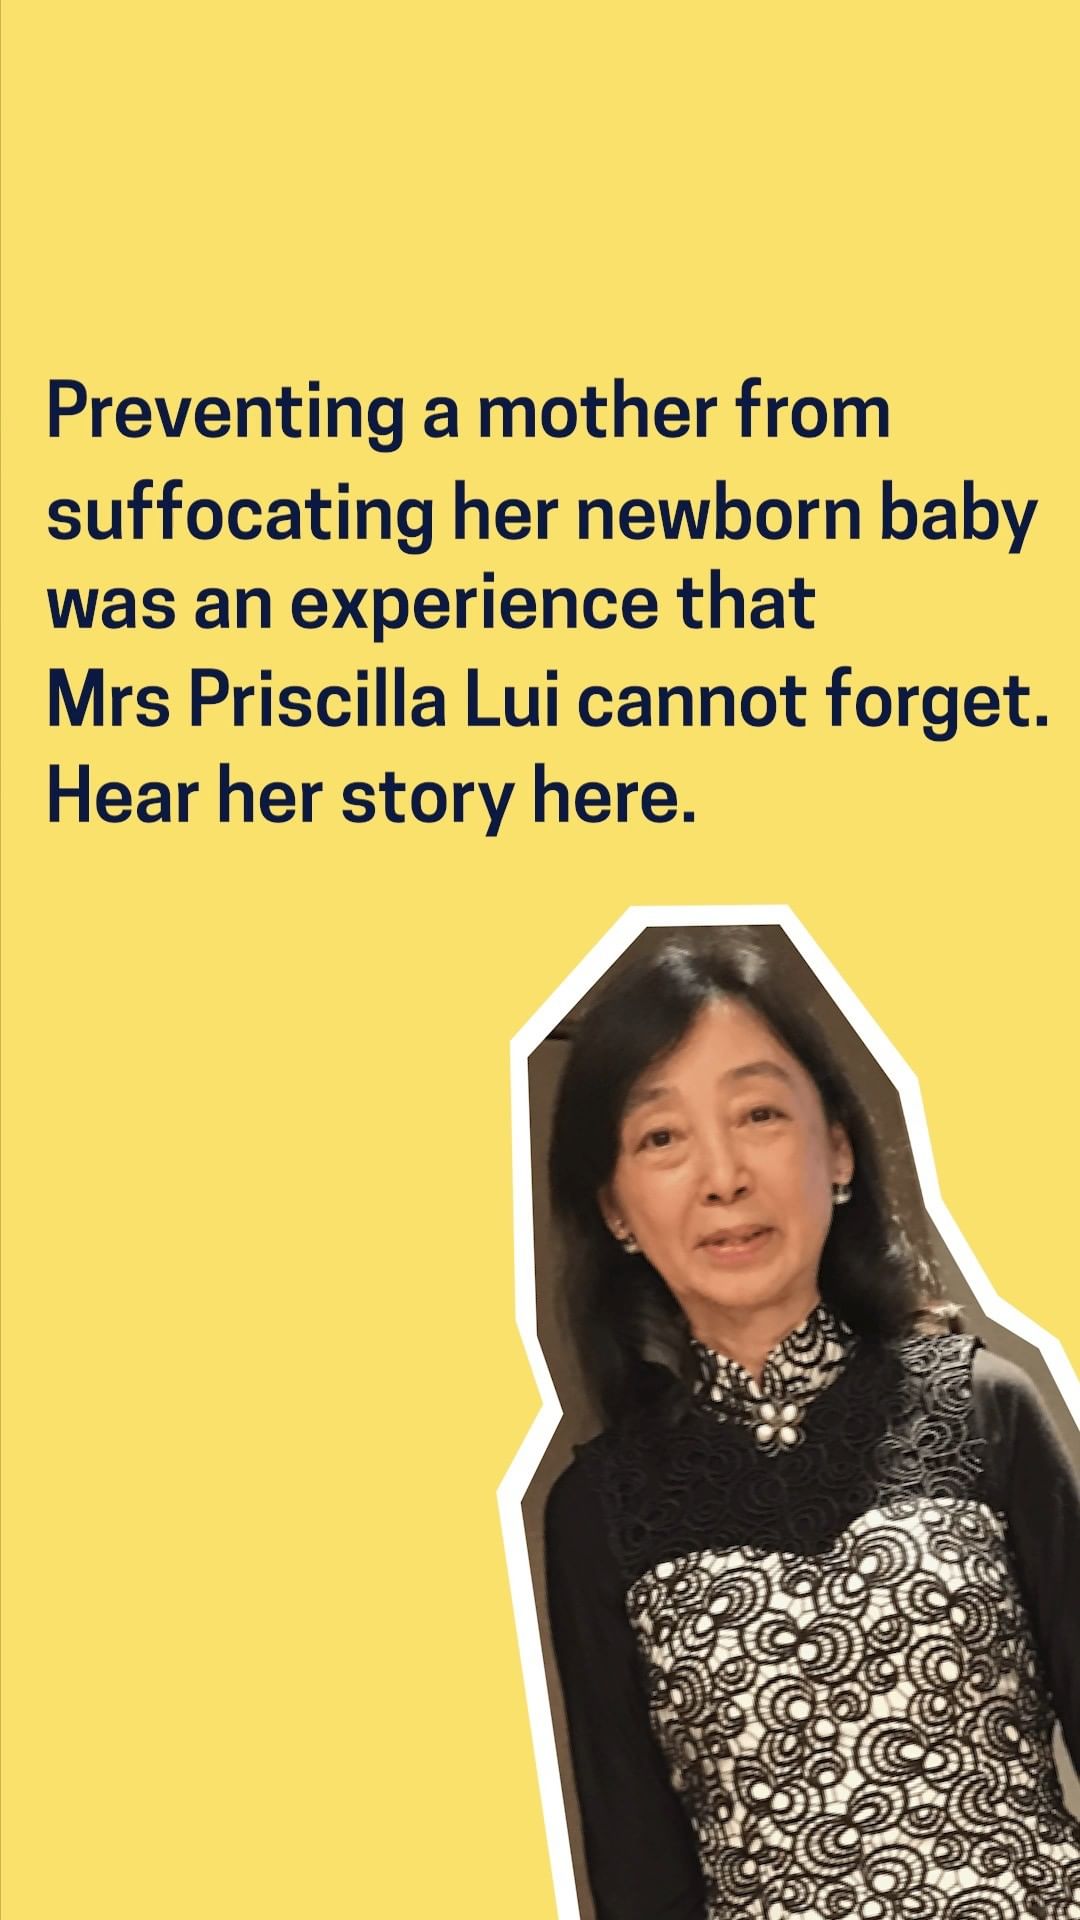 Preventing a mother from
suffocating her newborn baby
was an experience that
Mrs Priscilla Lui cannot forget.
Hear her story here.